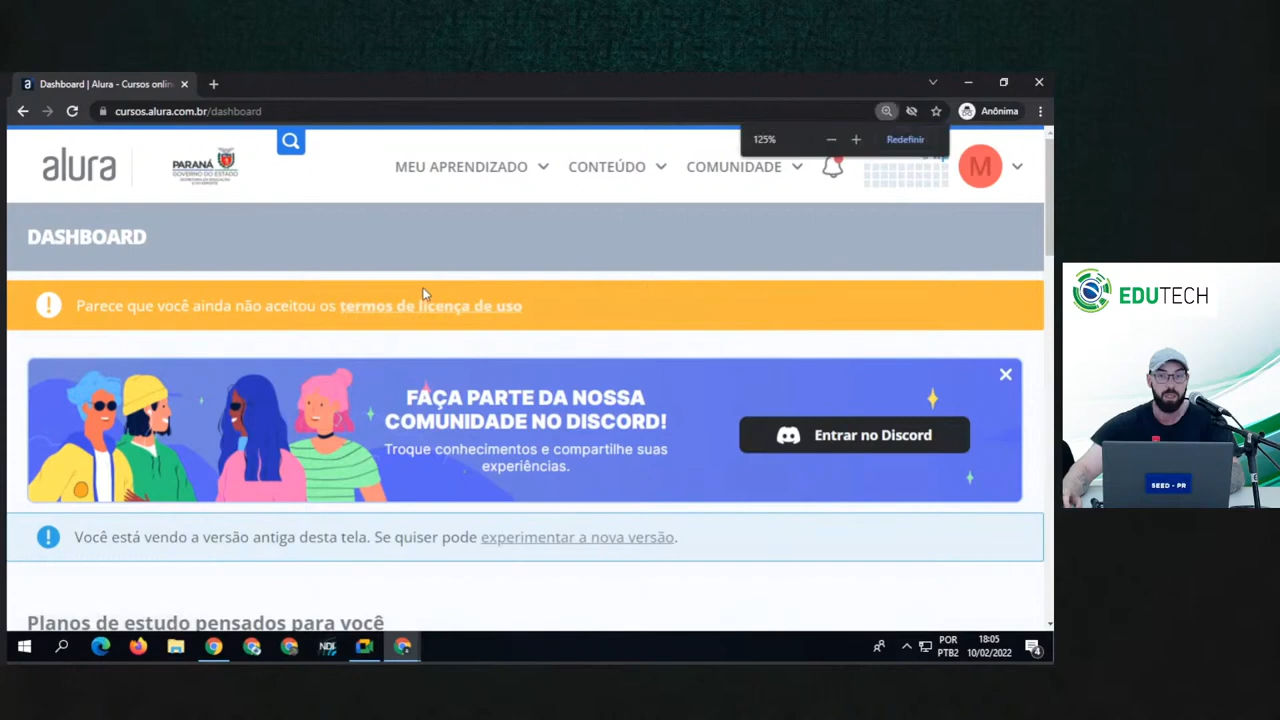 Dashboard | Alura - Cursos onlin
cursos.alura.com.br/dashboard
Anônima
125%
Redefinir
alura
PARANÁ
GOVERNO DO ESTADO
MEU APRENDIZADO
CONTEÚDO
COMUNIDADE
M
DASHBOARD
Parece que você ainda não aceitou os termos de licença de uso
FAÇA PARTE DA NOSSA
COMUNIDADE NO DISCORD!
Troque conhecimentos e compartilhe suas
experiências.
Entrar no Discord
Você está vendo a versão antiga desta tela. Se quiser pode experimentar a nova versão.
Planos de estudo pensados para você
NDI
POR
PTB2
18:05
10/02/2022
4
EDUTECH
SEED - PR